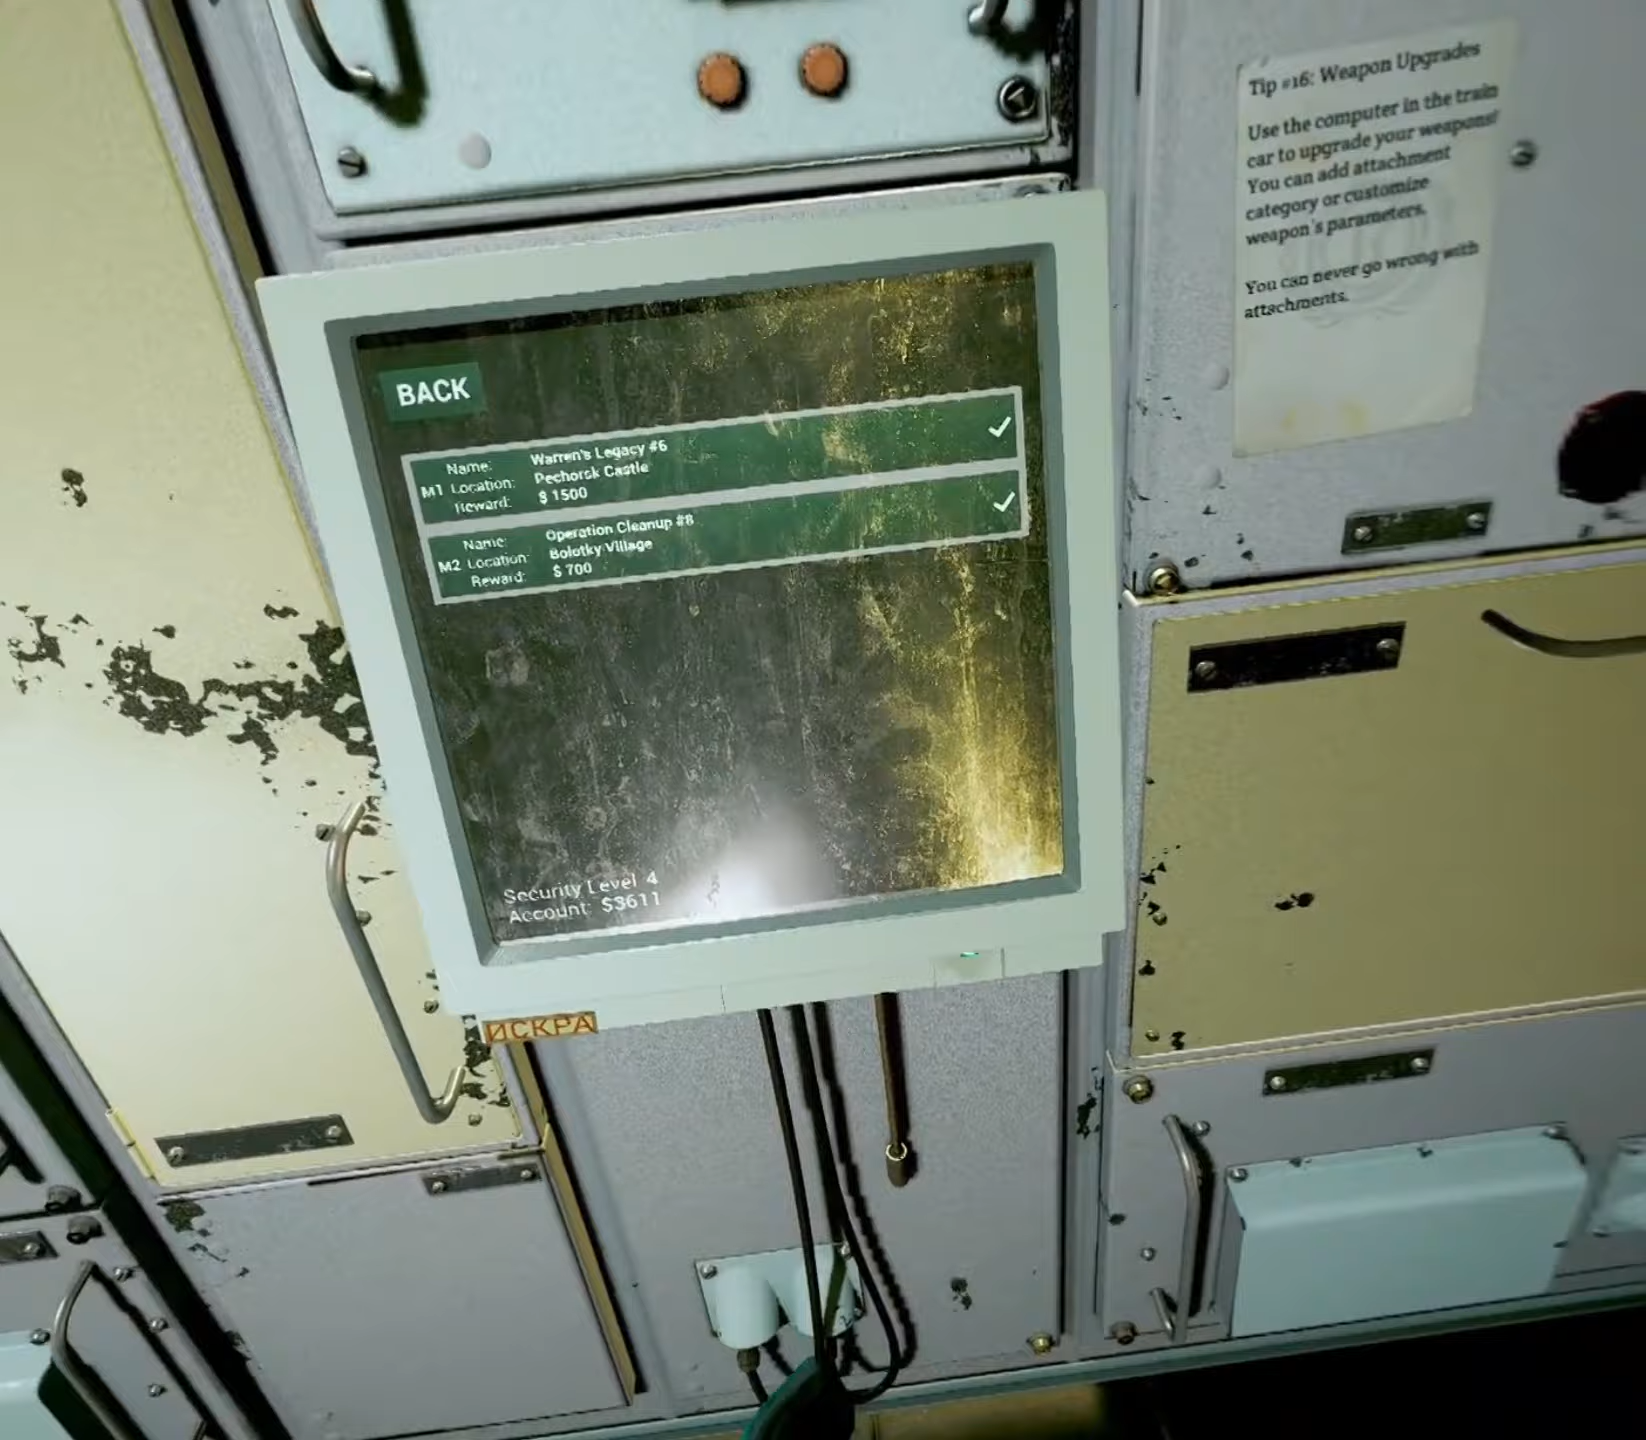 Tip #16: Weapon Upgrades
Use the computer in the train
car to upgrade your weapons!
You can add attachment
category or customize
weapon's parameters.
You can never go wrong with
attachments.
BACK
Name: Warren's Legacy #6
M1 Location: Pechorsk Castle
Reward: $ 1500
Name: Operation Cleanup #8
M2 Location: Bolotky Village
Reward: $ 700
Security Level 4
Account: $3611
ИСКРА